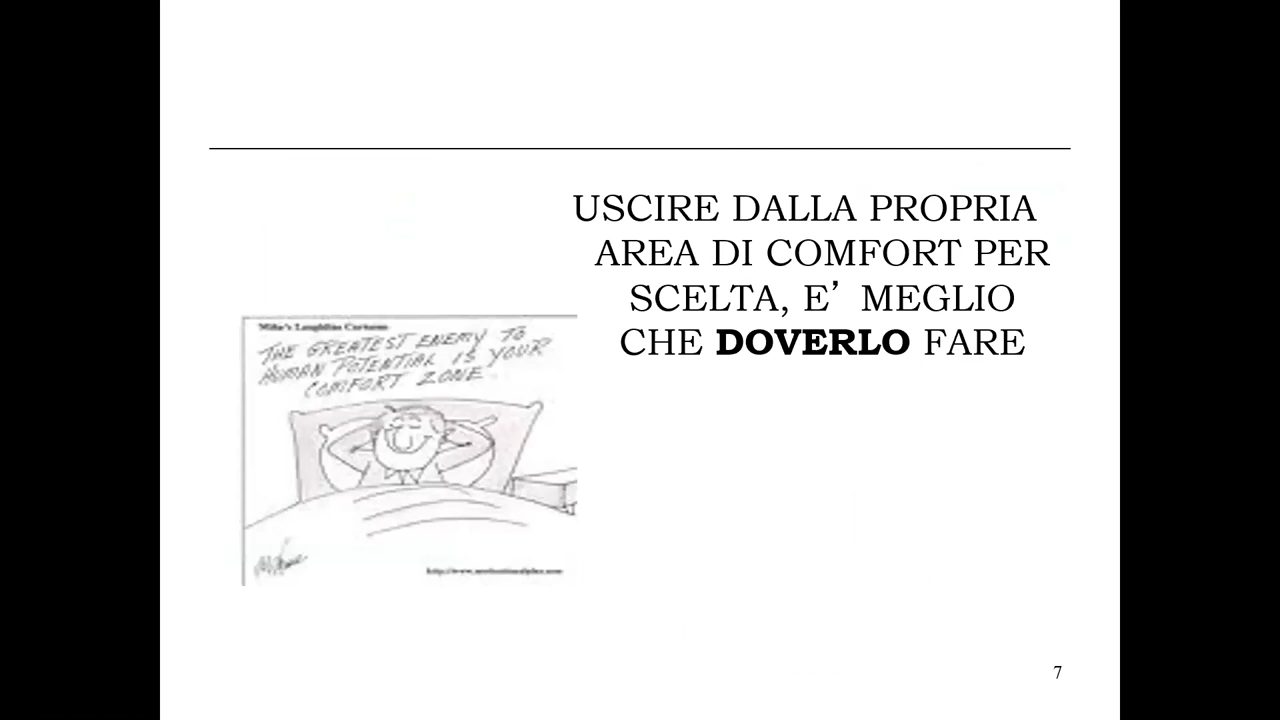 USCIRE DALLA PROPRIA
AREA DI COMFORT PER
SCELTA, E’ MEGLIO
CHE DOVERLO FARE
Mike's Laughline Cartoons
THE GREATEST ENEMY TO
HUMAN POTENTIAL IS YOUR
COMFORT ZONE
7